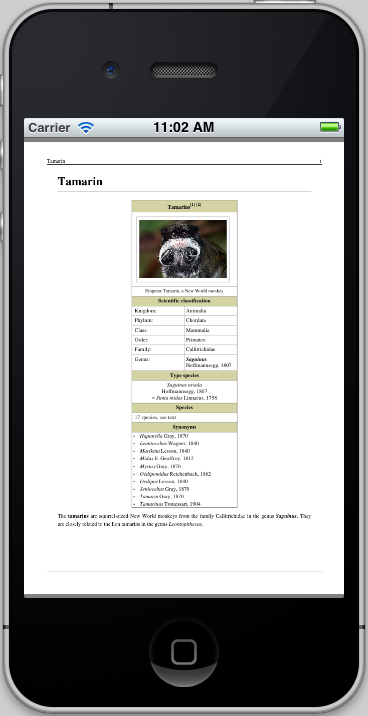 Carrier 11:02 AM
Tamarin 1
Tamarin
Tamarins[1] [2]
Emperor Tamarin, a New World monkey
Scientific classification
Kingdom: Animalia
Phylum: Chordata
Class: Mammalia
Order: Primates
Family: Callitrichidae
Genus: Saguinus
Hoffmannsegg, 1807
Type species
Saguinus ursula
Hoffmannsegg, 1807
= Simia midas Linnaeus, 1758
Species
17 species, see text
Synonyms
• Hapanella Gray, 1870
• Leontocebus Wagner, 1840
• Marikina Lesson, 1840
• Midas E. Geoffroy, 1812
• Mystax Gray, 1870
• Oedipomidas Reichenbach, 1862
• Oedipus Lesson, 1840
• Seniocebus Gray, 1870
• Tamarin Gray, 1870
• Tamarinus Trouessart, 1904
The tamarins are squirrel-sized New World monkeys from the family Callitrichidae in the genus Saguinus. They
are closely related to the lion tamarins in the genus Leontopithecus.